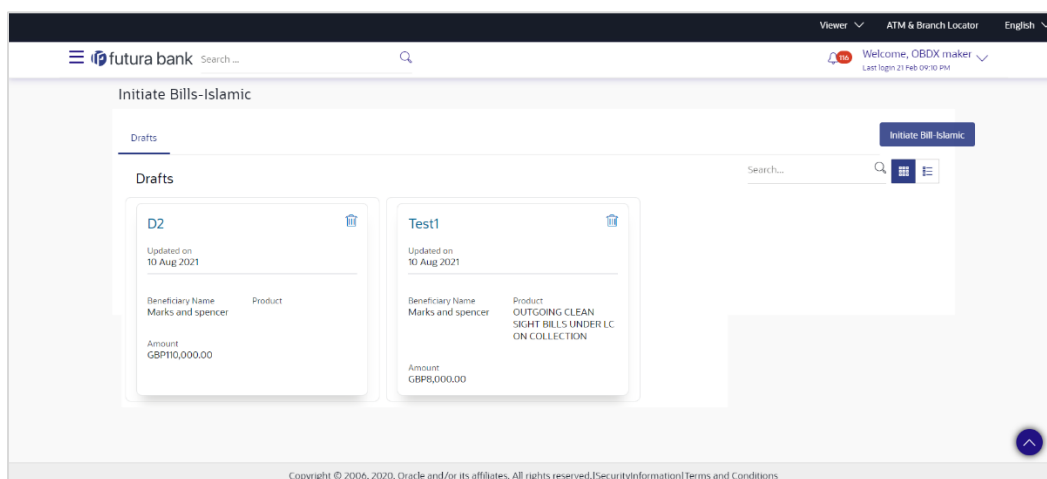 Viewer ATM & Branch Locator English
futura bank Search ... 116 Welcome, OBDX maker
Last login 21 Feb 09:10 PM
Initiate Bills-Islamic
Drafts Initiate Bill-Islamic
Drafts Search...
D2 Test1
Updated on Updated on
10 Aug 2021 10 Aug 2021
Beneficiary Name Product Beneficiary Name Product
Marks and spencer Marks and spencer OUTGOING CLEAN
SIGHT BILLS UNDER LC
ON COLLECTION
Amount
GBP110,000.00
Amount
GBP8,000.00
Copyright © 2006, 2020, Oracle and/or its affiliates. All rights reserved.|SecurityInformation|Terms and Conditions